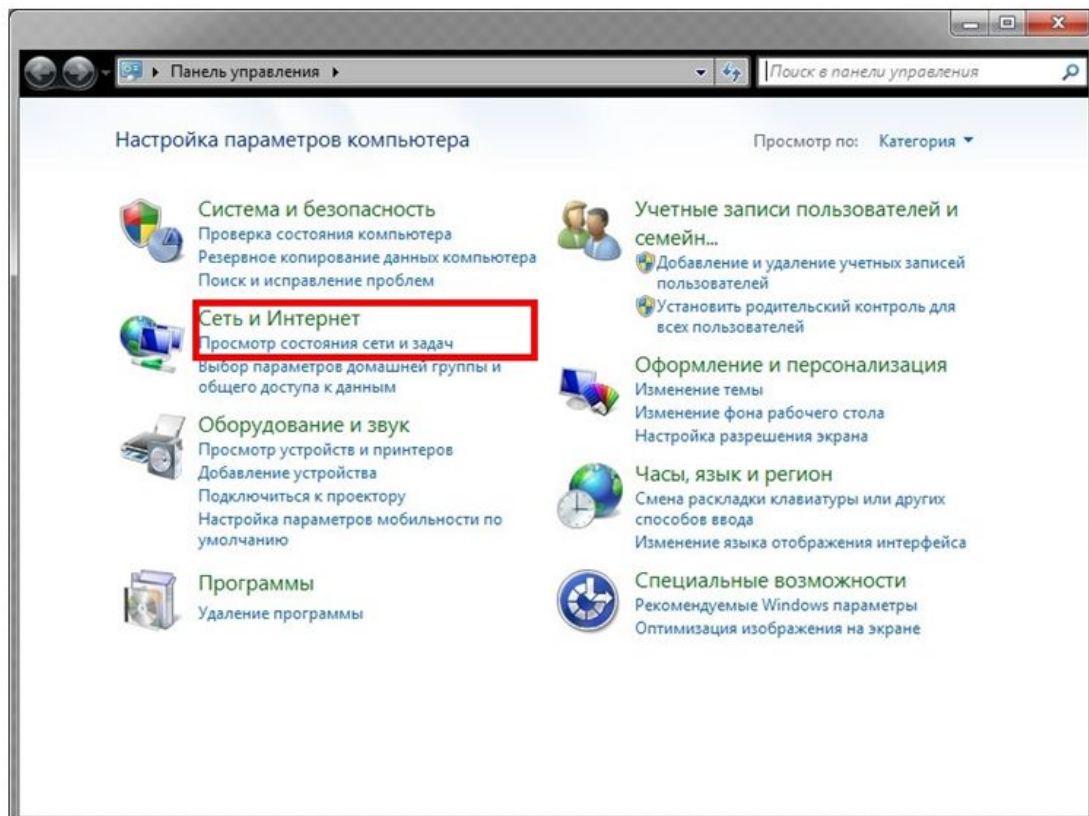 Панель управления
Поиск в панели управления
Настройка параметров компьютера
Просмотр по: Категория
Система и безопасность
Проверка состояния компьютера
Резервное копирование данных компьютера
Поиск и исправление проблем
Сеть и Интернет
Просмотр состояния сети и задач
Выбор параметров домашней группы и
общего доступа к данным
Оборудование и звук
Просмотр устройств и принтеров
Добавление устройства
Подключиться к проектору
Настройка параметров мобильности по
умолчанию
Программы
Удаление программы
Учетные записи пользователей и
семейн...
Добавление и удаление учетных записей
пользователей
Установить родительский контроль для
всех пользователей
Оформление и персонализация
Изменение темы
Изменение фона рабочего стола
Настройка разрешения экрана
Часы, язык и регион
Смена раскладки клавиатуры или других
способов ввода
Изменение языка отображения интерфейса
Специальные возможности
Рекомендуемые Windows параметры
Оптимизация изображения на экране